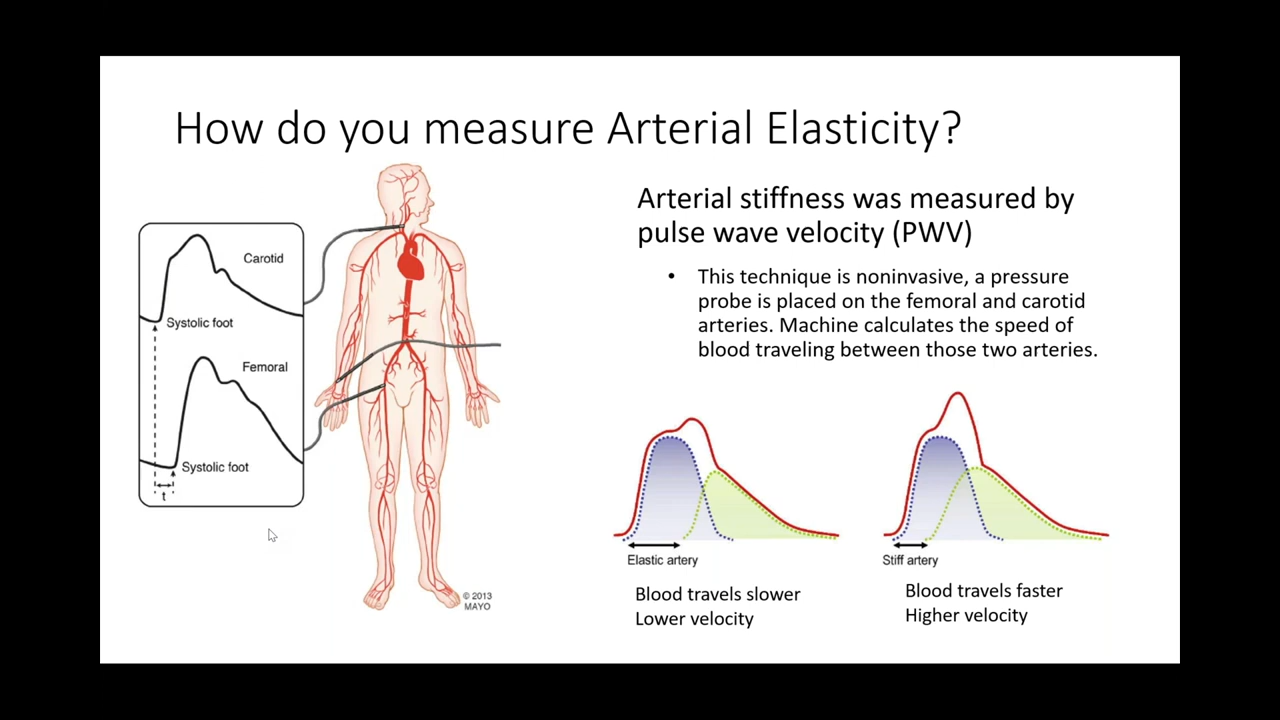 How do you measure Arterial Elasticity?
Arterial stiffness was measured by
pulse wave velocity (PWV)
• This technique is noninvasive, a pressure
probe is placed on the femoral and carotid
arteries. Machine calculates the speed of
blood traveling between those two arteries.
Carotid
Systolic foot
Femoral
Systolic foot
t
© 2013
MAYO
Elastic artery
Blood travels slower
Lower velocity
Stiff artery
Blood travels faster
Higher velocity